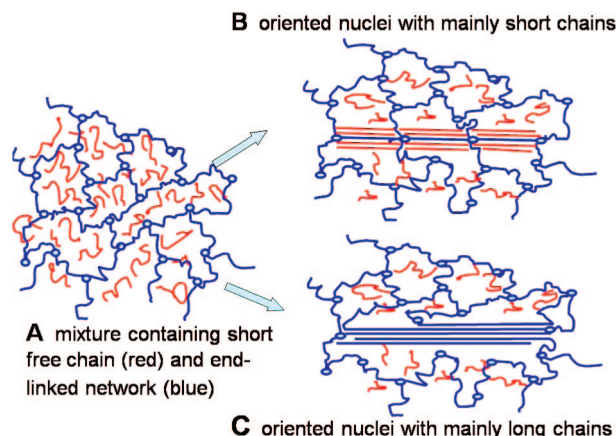 B oriented nuclei with mainly short chains
A mixture containing short
free chain (red) and end-
linked network (blue)
C oriented nuclei with mainly long chains